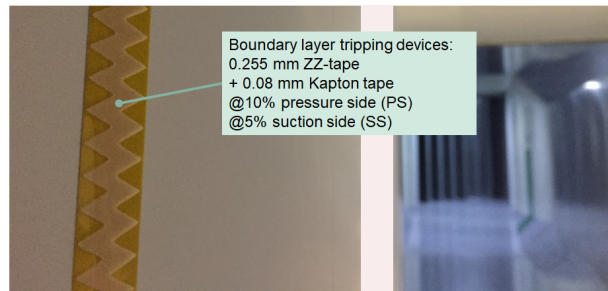 Boundary layer tripping devices:
0.255 mm ZZ-tape
+ 0.08 mm Kapton tape
@10% pressure side (PS)
@5% suction side (SS)